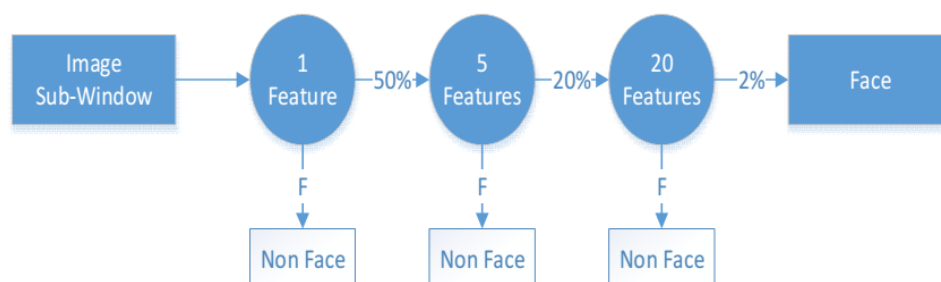 Image
Sub-Window
1
Feature
50%
5
Features
20%
20
Features
2%
Face
F
F
F
Non Face
Non Face
Non Face